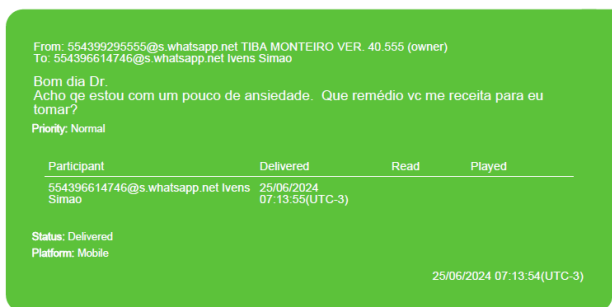 From: 554399295555@s.whatsapp.net TIBA MONTEIRO VER. 40.555 (owner)
To: 554396614746@s.whatsapp.net Ivens Simao
Bom dia Dr.
Acho qe estou com um pouco de ansiedade. Que remédio vc me receita para eu
tomar?
Priority: Normal
Participant Delivered Read Played
554396614746@s.whatsapp.net Ivens 25/06/2024
Simao 07:13:55(UTC-3)
Status: Delivered
Platform: Mobile
25/06/2024 07:13:54(UTC-3)